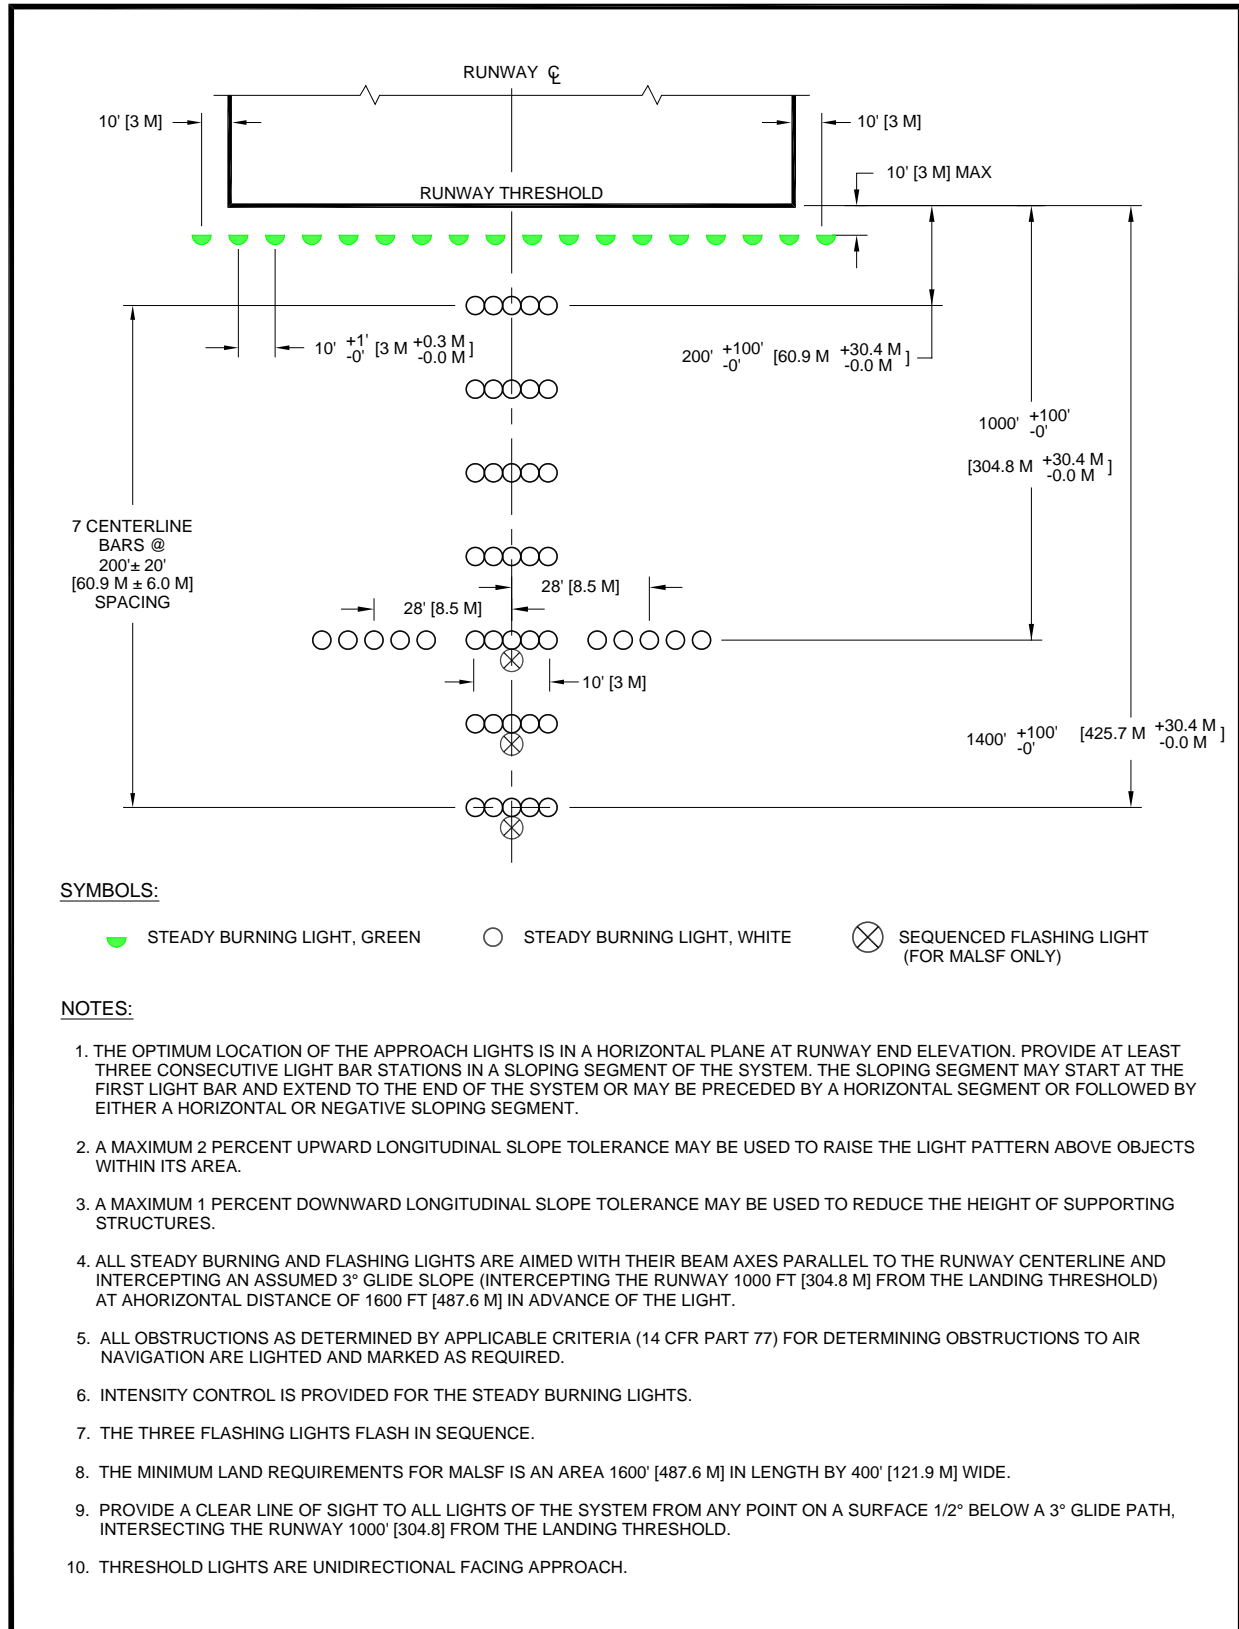 RUNWAY ℄
10' [3 M]
10' [3 M]
10' [3 M] MAX
RUNWAY THRESHOLD
10' +1' -0' [3 M +0.3 M -0.0 M ]
200' +100' -0' [60.9 M +30.4 M -0.0 M ]
1000' +100' -0'
[304.8 M +30.4 M -0.0 M ]
7 CENTERLINE
BARS @
200'± 20'
[60.9 M ± 6.0 M]
SPACING
28' [8.5 M]
28' [8.5 M]
10' [3 M]
1400' +100' -0' [425.7 M +30.4 M -0.0 M ]
SYMBOLS:
STEADY BURNING LIGHT, GREEN
STEADY BURNING LIGHT, WHITE
SEQUENCED FLASHING LIGHT
(FOR MALSF ONLY)
NOTES:
1. THE OPTIMUM LOCATION OF THE APPROACH LIGHTS IS IN A HORIZONTAL PLANE AT RUNWAY END ELEVATION. PROVIDE AT LEAST
THREE CONSECUTIVE LIGHT BAR STATIONS IN A SLOPING SEGMENT OF THE SYSTEM. THE SLOPING SEGMENT MAY START AT THE
FIRST LIGHT BAR AND EXTEND TO THE END OF THE SYSTEM OR MAY BE PRECEDED BY A HORIZONTAL SEGMENT OR FOLLOWED BY
EITHER A HORIZONTAL OR NEGATIVE SLOPING SEGMENT.
2. A MAXIMUM 2 PERCENT UPWARD LONGITUDINAL SLOPE TOLERANCE MAY BE USED TO RAISE THE LIGHT PATTERN ABOVE OBJECTS
WITHIN ITS AREA.
3. A MAXIMUM 1 PERCENT DOWNWARD LONGITUDINAL SLOPE TOLERANCE MAY BE USED TO REDUCE THE HEIGHT OF SUPPORTING
STRUCTURES.
4. ALL STEADY BURNING AND FLASHING LIGHTS ARE AIMED WITH THEIR BEAM AXES PARALLEL TO THE RUNWAY CENTERLINE AND
INTERCEPTING AN ASSUMED 3° GLIDE SLOPE (INTERCEPTING THE RUNWAY 1000 FT [304.8 M] FROM THE LANDING THRESHOLD)
AT AHORIZONTAL DISTANCE OF 1600 FT [487.6 M] IN ADVANCE OF THE LIGHT.
5. ALL OBSTRUCTIONS AS DETERMINED BY APPLICABLE CRITERIA (14 CFR PART 77) FOR DETERMINING OBSTRUCTIONS TO AIR
NAVIGATION ARE LIGHTED AND MARKED AS REQUIRED.
6. INTENSITY CONTROL IS PROVIDED FOR THE STEADY BURNING LIGHTS.
7. THE THREE FLASHING LIGHTS FLASH IN SEQUENCE.
8. THE MINIMUM LAND REQUIREMENTS FOR MALSF IS AN AREA 1600' [487.6 M] IN LENGTH BY 400' [121.9 M] WIDE.
9. PROVIDE A CLEAR LINE OF SIGHT TO ALL LIGHTS OF THE SYSTEM FROM ANY POINT ON A SURFACE 1/2° BELOW A 3° GLIDE PATH,
INTERSECTING THE RUNWAY 1000' [304.8] FROM THE LANDING THRESHOLD.
10. THRESHOLD LIGHTS ARE UNIDIRECTIONAL FACING APPROACH.